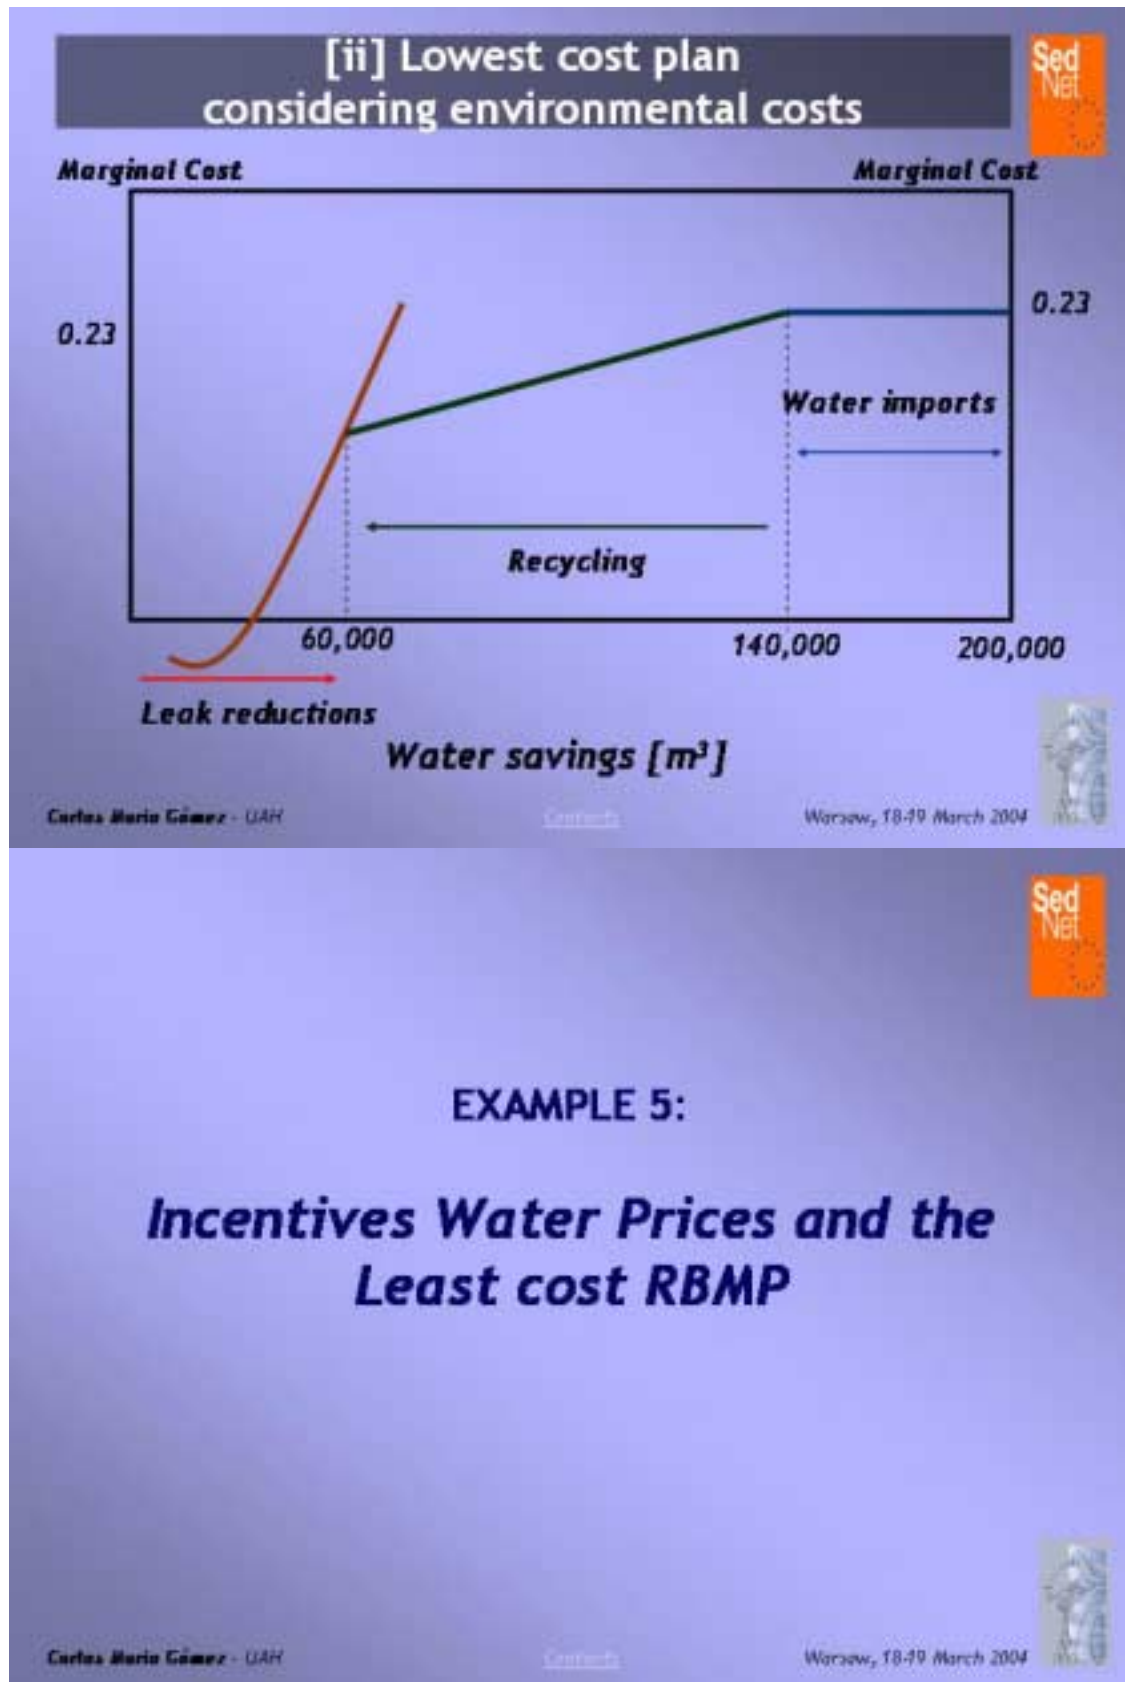 [ii] Lowest cost plan
considering environmental costs
Sed
Net
Marginal Cost
Marginal Cost
0.23
0.23
Water imports
Recycling
60,000
140,000
200,000
Leak reductions
Water savings [m³]
Carlos Mario Gómez - UAH
Contents
Warsaw, 18-19 March 2004
Sed
Net
EXAMPLE 5:
Incentives Water Prices and the
Least cost RBMP
Carlos Mario Gómez - UAH
Contents
Warsaw, 18-19 March 2004